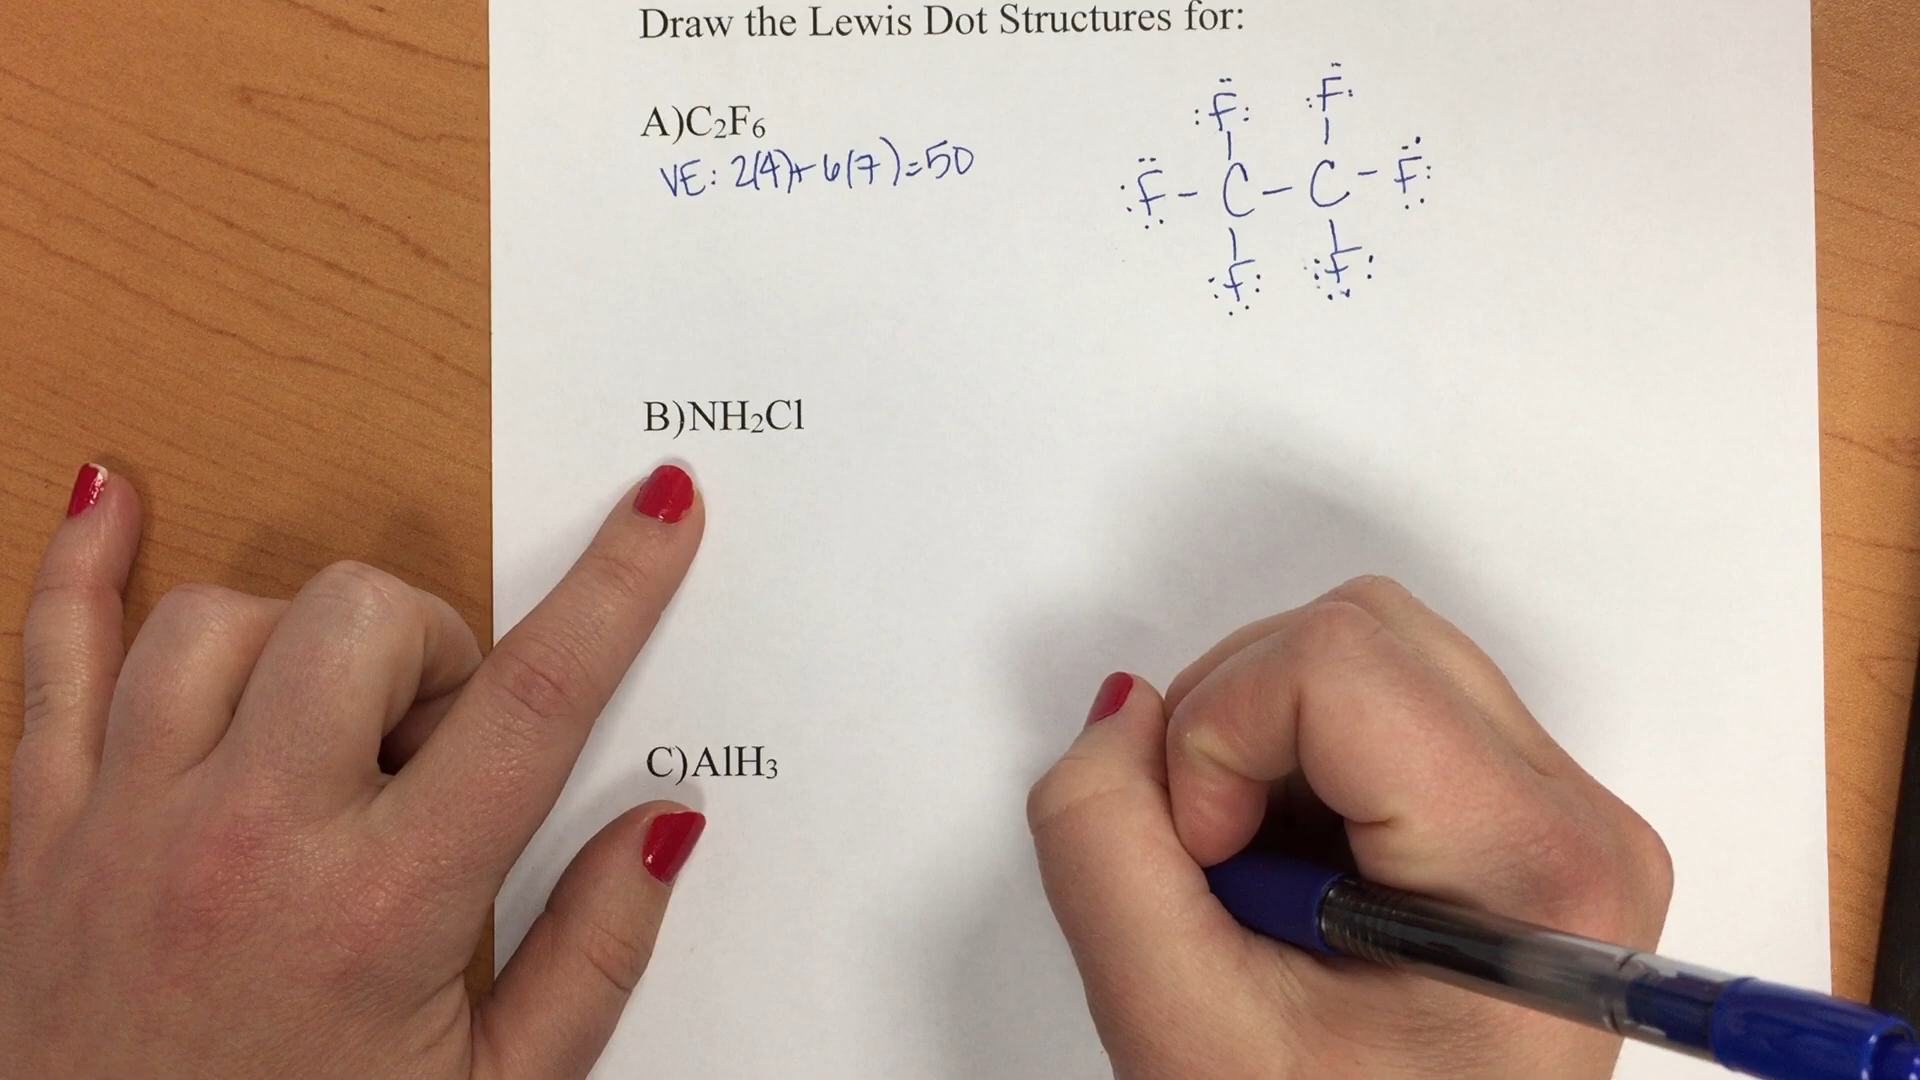 Draw the Lewis Dot Structures for:
A)C₂F₆
VE: 2(4)+6(7)=50
F F
F - C - C - F
F F
B)NH₂Cl
C)AlH₃